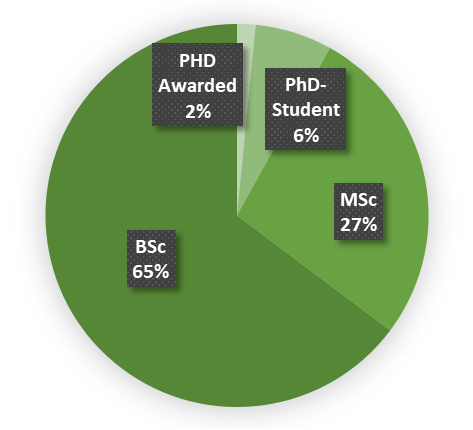 PHD
Awarded
2%
PhD-
Student
6%
MSc
27%
BSc
65%